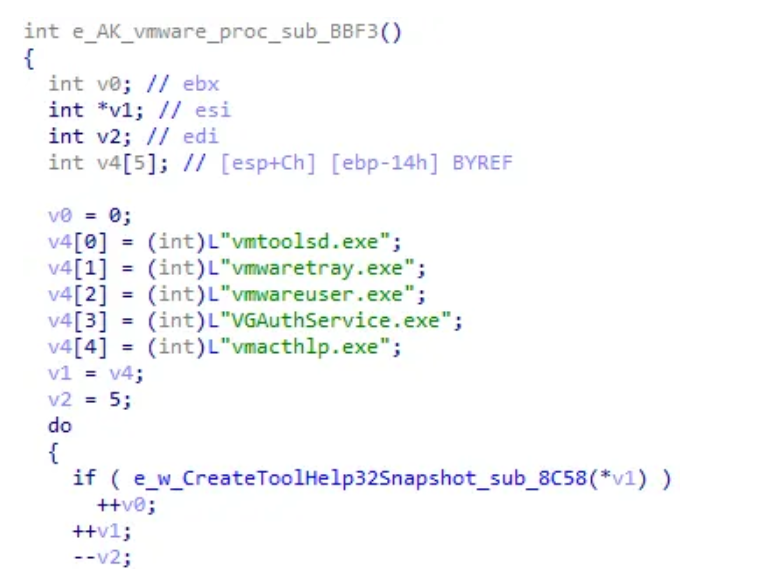 int e_AK_vmware_proc_sub_BBF3()
{
int v0; // ebx
int *v1; // esi
int v2; // edi
int v4[5]; // [esp+Ch] [ebp-14h] BYREF
v0 = 0;
v4[0] = (int)L"vmtoolsd.exe";
v4[1] = (int)L"vmwaretray.exe";
v4[2] = (int)L"vmwareuser.exe";
v4[3] = (int)L"VGAuthService.exe";
v4[4] = (int)L"vmacthlp.exe";
v1 = v4;
v2 = 5;
do
{
if ( e_w_CreateToolHelp32Snapshot_sub_8C58(*v1) )
++v0;
++v1;
--v2;